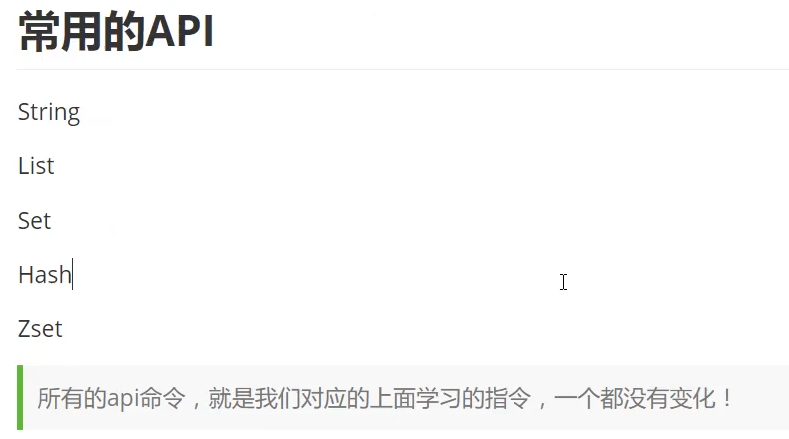 常用的API
String
List
Set
Hash
Zset
所有的api命令，就是我们对应的上面学习的指令，一个都没有变化！